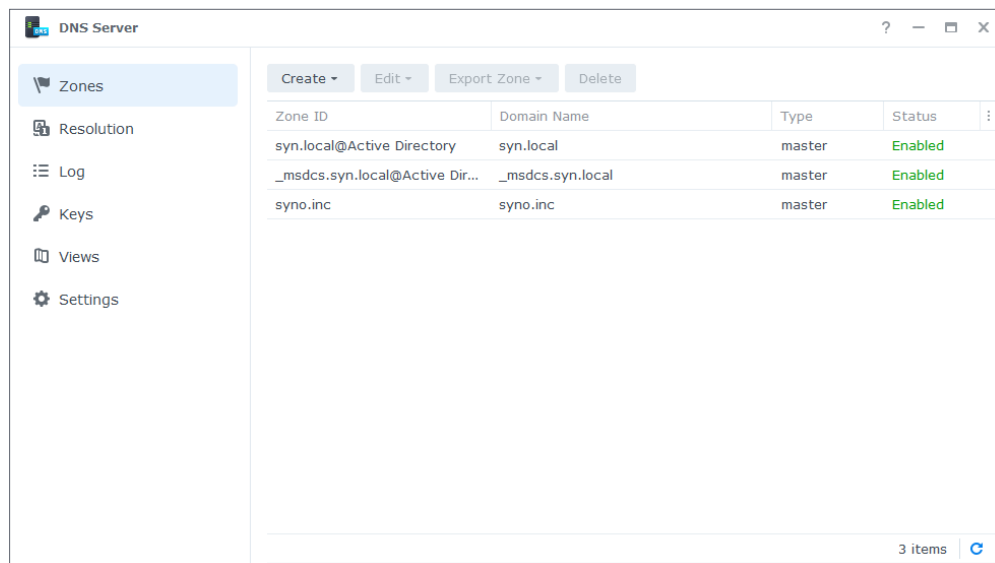 DNS Server
Zones
Resolution
Log
Keys
Views
Settings
Create Edit Export Zone Delete
Zone ID Domain Name Type Status
syn.local@Active Directory syn.local master Enabled
_msdcs.syn.local@Active Dir... _msdcs.syn.local master Enabled
syno.inc syno.inc master Enabled
3 items